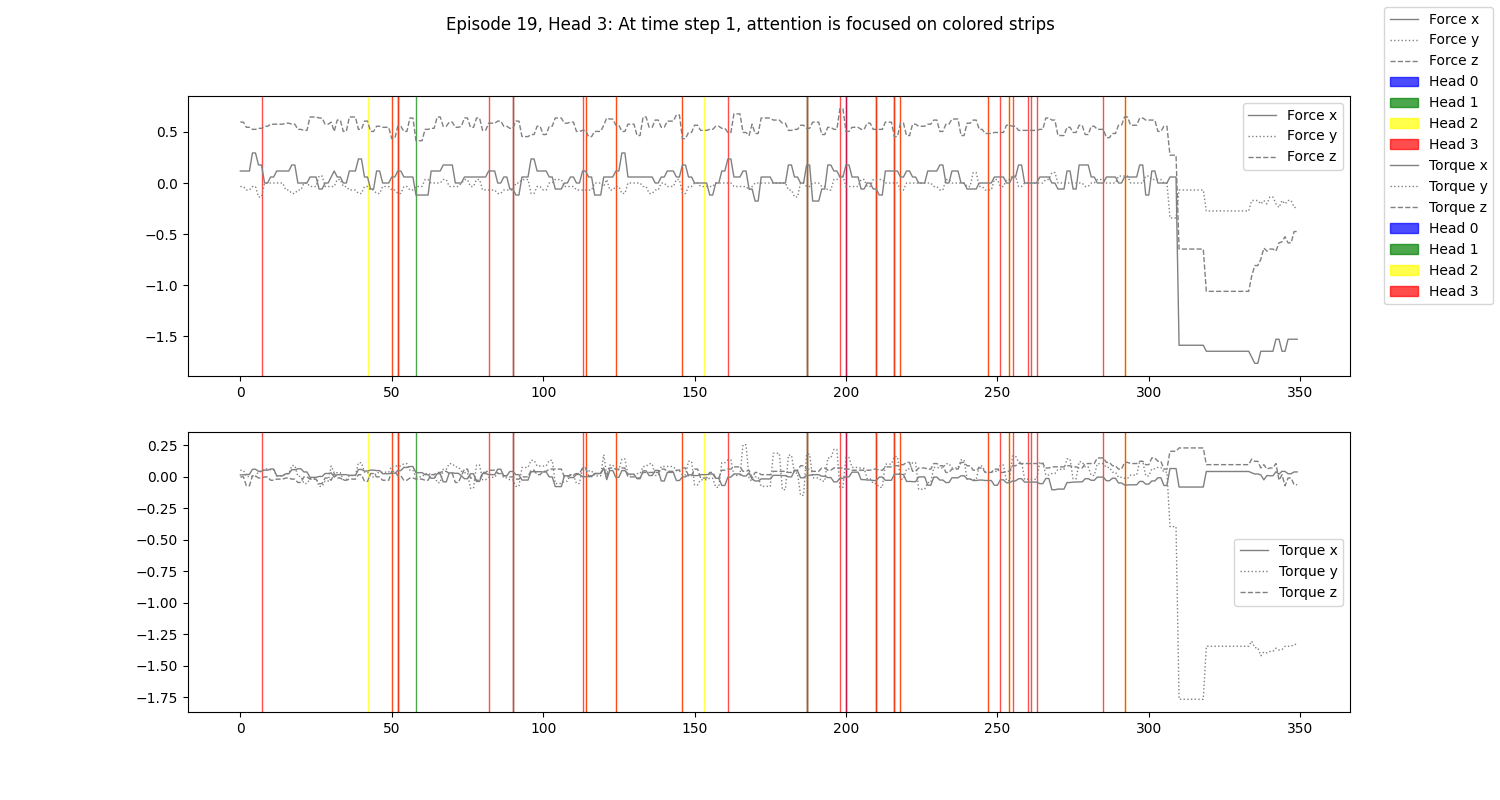 Episode 19, Head 3: At time step 1, attention is focused on colored strips
Force x
Force y
Force z
Head 0
Head 1
Head 2
Head 3
Torque x
Torque y
Torque z
Head 0
Head 1
Head 2
Head 3
Force x
Force y
Force z
0.5
0.0
−0.5
−1.0
−1.5
0 50 100 150 200 250 300 350
0.25
0.00
−0.25
−0.50
−0.75
−1.00
−1.25
−1.50
−1.75
Torque x
Torque y
Torque z
0 50 100 150 200 250 300 350